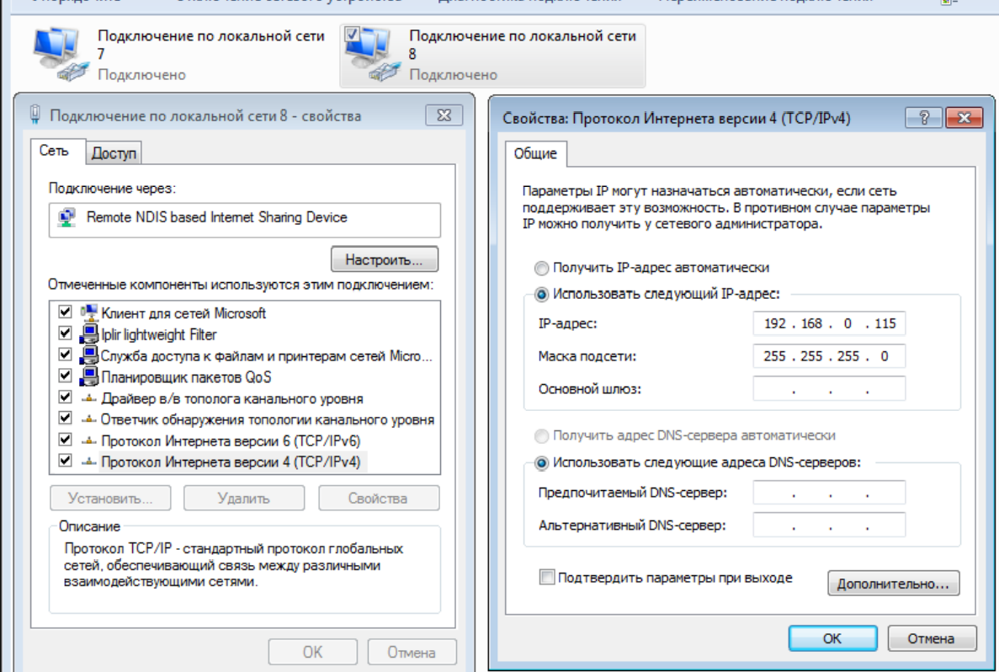 Подключение по локальной сети
7
Подключено
Подключение по локальной сети
8
Подключено
Подключение по локальной сети 8 - свойства
Сеть
Доступ
Подключение через:
Remote NDIS based Internet Sharing Device
Настроить...
Отмеченные компоненты используются этим подключением:
Клиент для сетей Microsoft
Iplir lightweight Filter
Служба доступа к файлам и принтерам сетей Micro...
Планировщик пакетов QoS
Драйвер в/в тополога канального уровня
Ответчик обнаружения топологии канального уровня
Протокол Интернета версии 6 (TCP/IPv6)
Протокол Интернета версии 4 (TCP/IPv4)
Установить...
Удалить
Свойства
Описание
Протокол TCP/IP - стандартный протокол глобальных
сетей, обеспечивающий связь между различными
взаимодействующими сетями.
OK
Отмена
Свойства: Протокол Интернета версии 4 (TCP/IPv4)
Общие
Параметры IP могут назначаться автоматически, если сеть
поддерживает эту возможность. В противном случае параметры
IP можно получить у сетевого администратора.
Получить IP-адрес автоматически
Использовать следующий IP-адрес:
IP-адрес: 192 . 168 . 0 . 115
Маска подсети: 255 . 255 . 255 . 0
Основной шлюз: . . .
Получить адрес DNS-сервера автоматически
Использовать следующие адреса DNS-серверов:
Предпочитаемый DNS-сервер: . . .
Альтернативный DNS-сервер: . . .
Подтвердить параметры при выходе
Дополнительно...
OK
Отмена